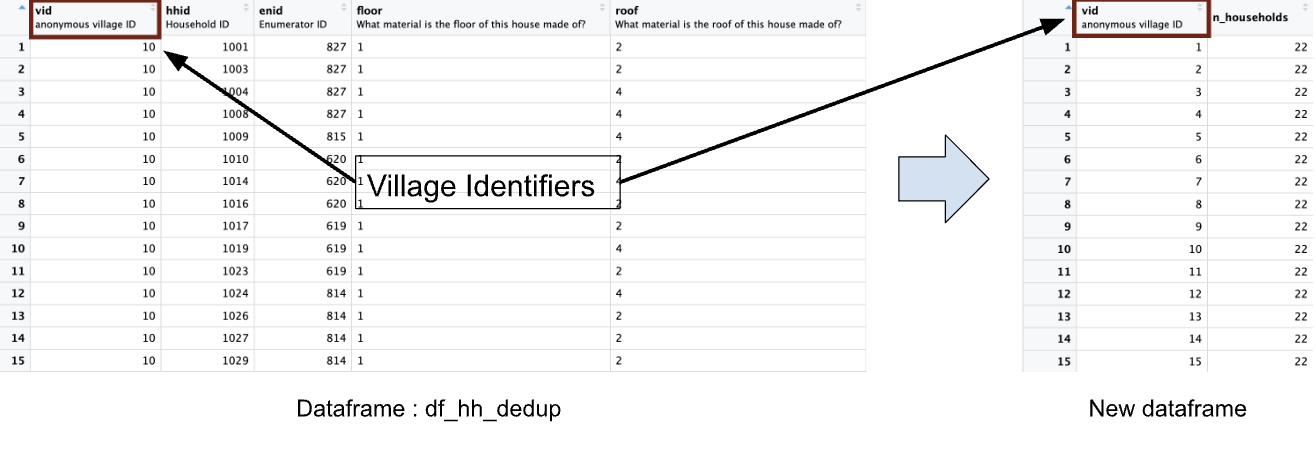 vid hhid enid floor roof
anonymous village ID Household ID Enumerator ID What material is the floor of this house made of? What material is the roof of this house made of?
1 10 1001 827 1 2
2 10 1003 827 1 2
3 10 1004 827 1 4
4 10 1008 827 1 4
5 10 1009 815 1 4
6 10 1010 620 1 2
7 10 1014 620 1 4
8 10 1016 620 1 2
9 10 1017 619 1 2
10 10 1019 619 1 4
11 10 1023 619 1 2
12 10 1024 814 1 4
13 10 1026 814 1 2
14 10 1027 814 1 2
15 10 1029 814 1 2
Village Identifiers
Dataframe : df_hh_dedup
vid n_households
anonymous village ID
1 1 22
2 2 22
3 3 22
4 4 22
5 5 22
6 6 22
7 7 22
8 8 22
9 9 22
10 10 22
11 11 22
12 12 22
13 13 22
14 14 22
15 15 22
New dataframe